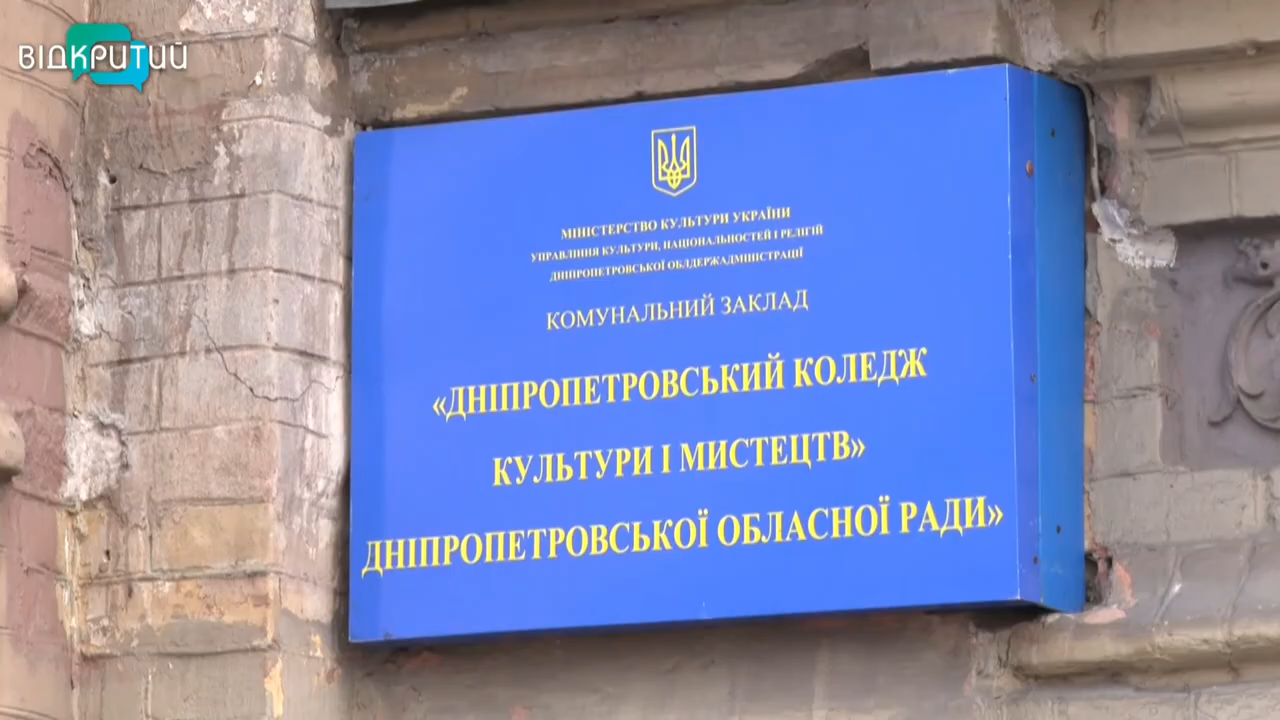 ВІДКРИТИЙ
МІНІСТЕРСТВО КУЛЬТУРИ УКРАЇНИ
УПРАВЛІННЯ КУЛЬТУРИ, НАЦІОНАЛЬНОСТЕЙ І РЕЛІГІЙ
ДНІПРОПЕТРОВСЬКОЇ ОБЛДЕРЖАДМІНІСТРАЦІЇ
КОМУНАЛЬНИЙ ЗАКЛАД
«ДНІПРОПЕТРОВСЬКИЙ КОЛЕДЖ
КУЛЬТУРИ І МИСТЕЦТВ»
ДНІПРОПЕТРОВСЬКОЇ ОБЛАСНОЇ РАДИ»